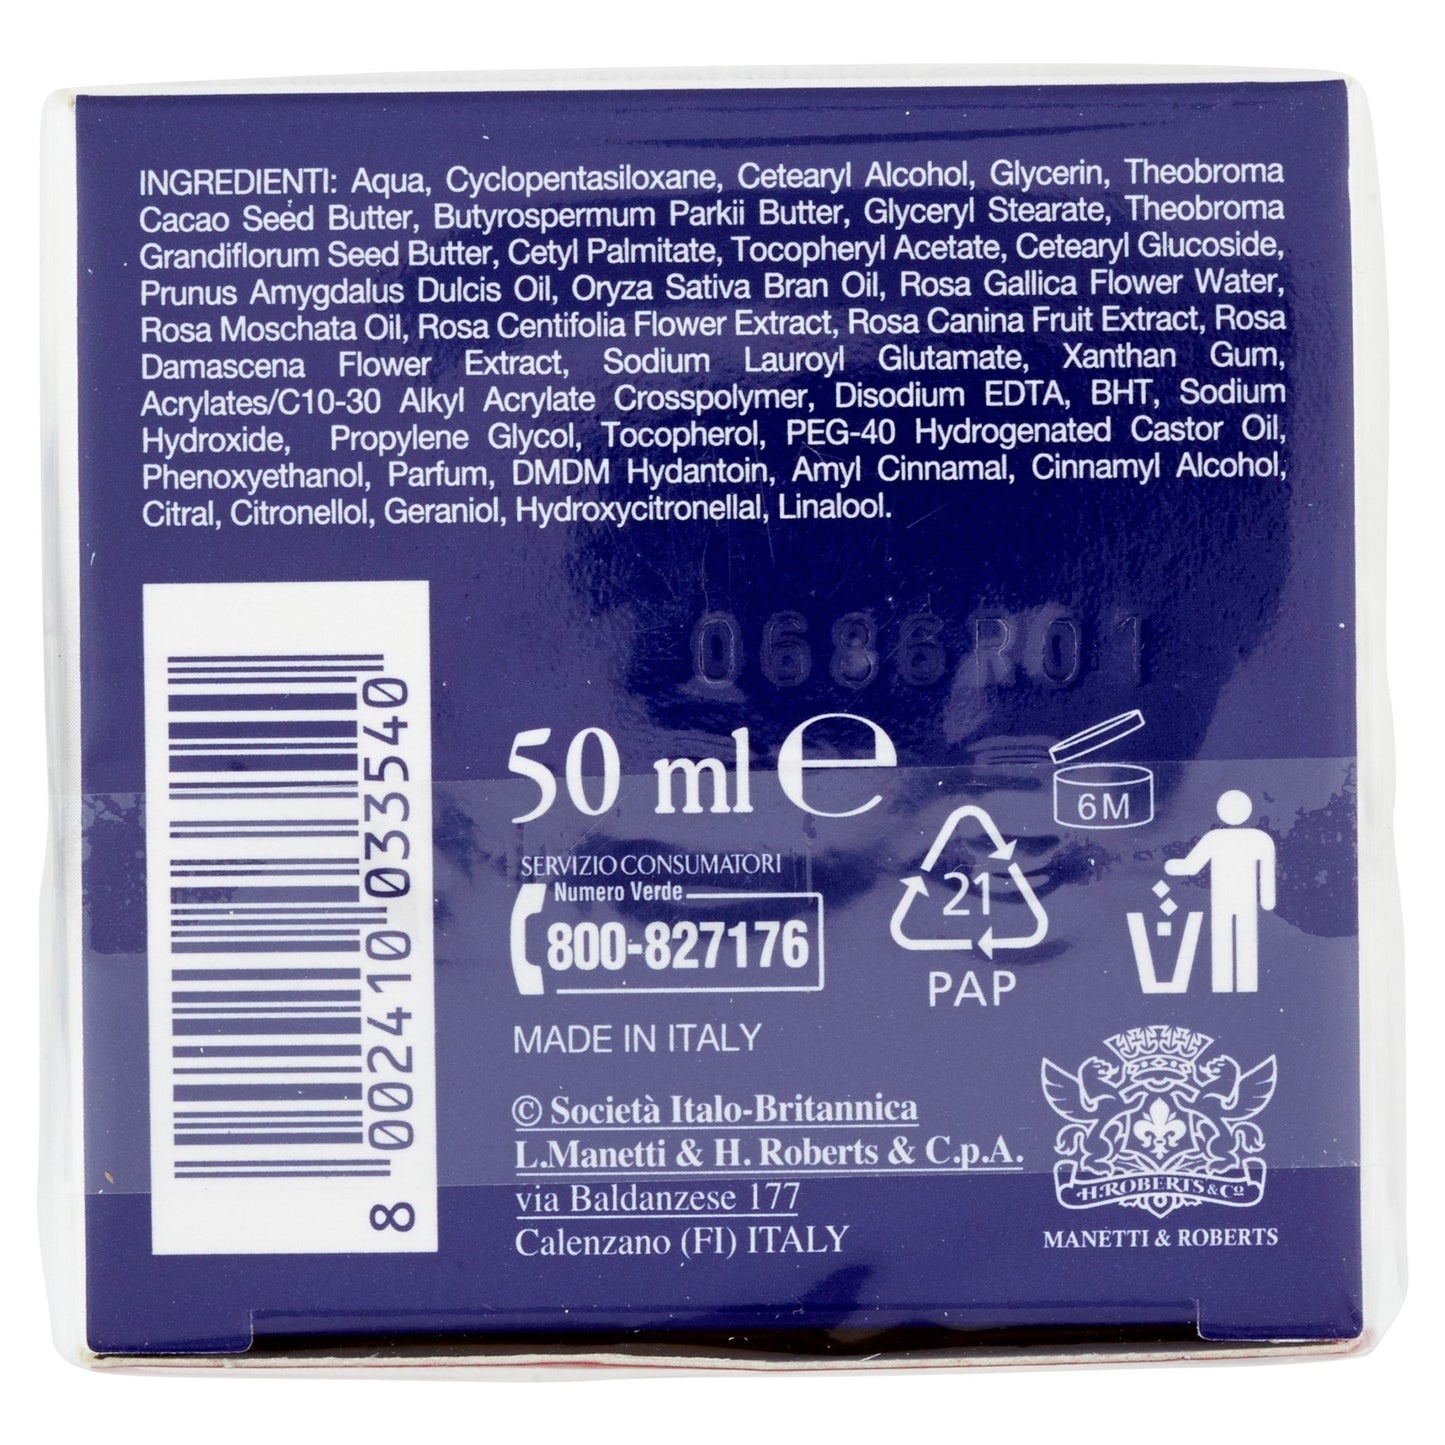 INGREDIENTI: Aqua, Cyclopentasiloxane, Cetearyl Alcohol, Glycerin, Theobroma
Cacao Seed Butter, Butyrospermum Parkii Butter, Glyceryl Stearate, Theobroma
Grandiflorum Seed Butter, Cetyl Palmitate, Tocopheryl Acetate, Cetearyl Glucoside,
Prunus Amygdalus Dulcis Oil, Oryza Sativa Bran Oil, Rosa Gallica Flower Water,
Rosa Moschata Oil, Rosa Centifolia Flower Extract, Rosa Canina Fruit Extract, Rosa
Damascena Flower Extract, Sodium Lauroyl Glutamate, Xanthan Gum,
Acrylates/C10-30 Alkyl Acrylate Crosspolymer, Disodium EDTA, BHT, Sodium
Hydroxide, Propylene Glycol, Tocopherol, PEG-40 Hydrogenated Castor Oil,
Phenoxyethanol, Parfum, DMDM Hydantoin, Amyl Cinnamal, Cinnamyl Alcohol,
Citral, Citronellol, Geraniol, Hydroxycitronellal, Linalool.
8 002410 033540
0686R01
50 ml e
6M
SERVIZIO CONSUMATORI
Numero Verde
800-827176
21
PAP
MADE IN ITALY
© Società Italo-Britannica
L.Manetti & H. Roberts & C.p.A.
via Baldanzese 177
Calenzano (FI) ITALY
H.ROBERTS & Co
MANETTI & ROBERTS